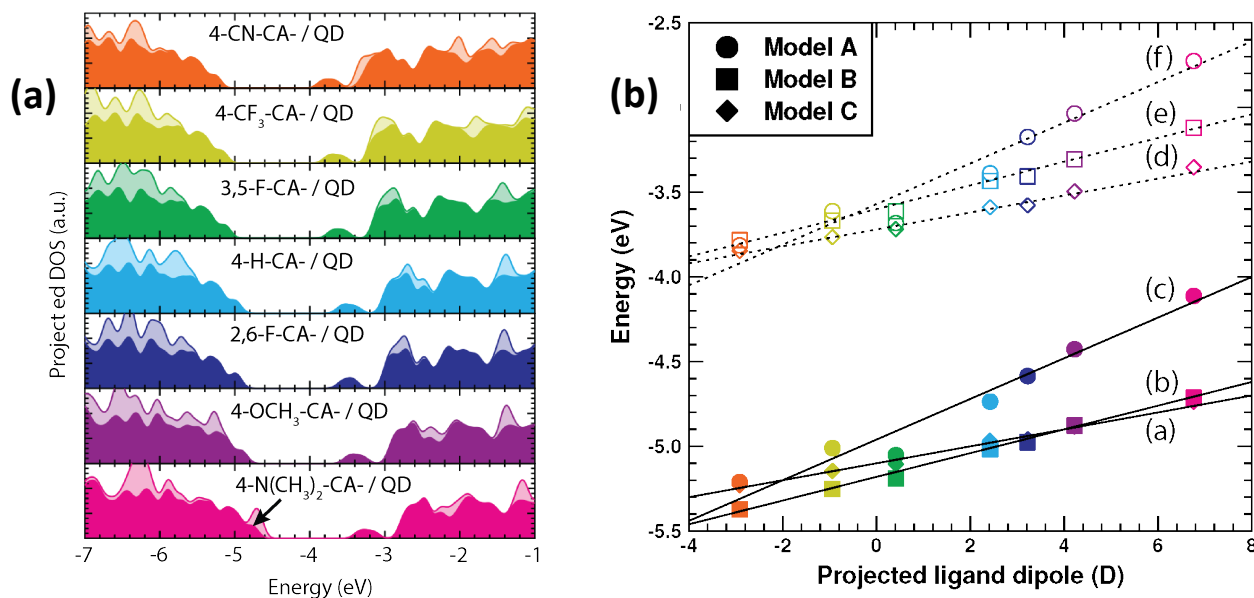 (a)
4-CN-CA- / QD
4-CF3-CA- / QD
3,5-F-CA- / QD
4-H-CA- / QD
2,6-F-CA- / QD
4-OCH3-CA- / QD
4-N(CH3)2-CA- / QD
Projected DOS (a.u.)
-7 -6 -5 -4 -3 -2 -1
Energy (eV)
(b)
Model A
Model B
Model C
(f)
(e)
(d)
(c)
(b)
(a)
-2.5
-3.0
-3.5
-4.0
-4.5
-5.0
-5.5
Energy (eV)
-4 -2 0 2 4 6 8
Projected ligand dipole (D)